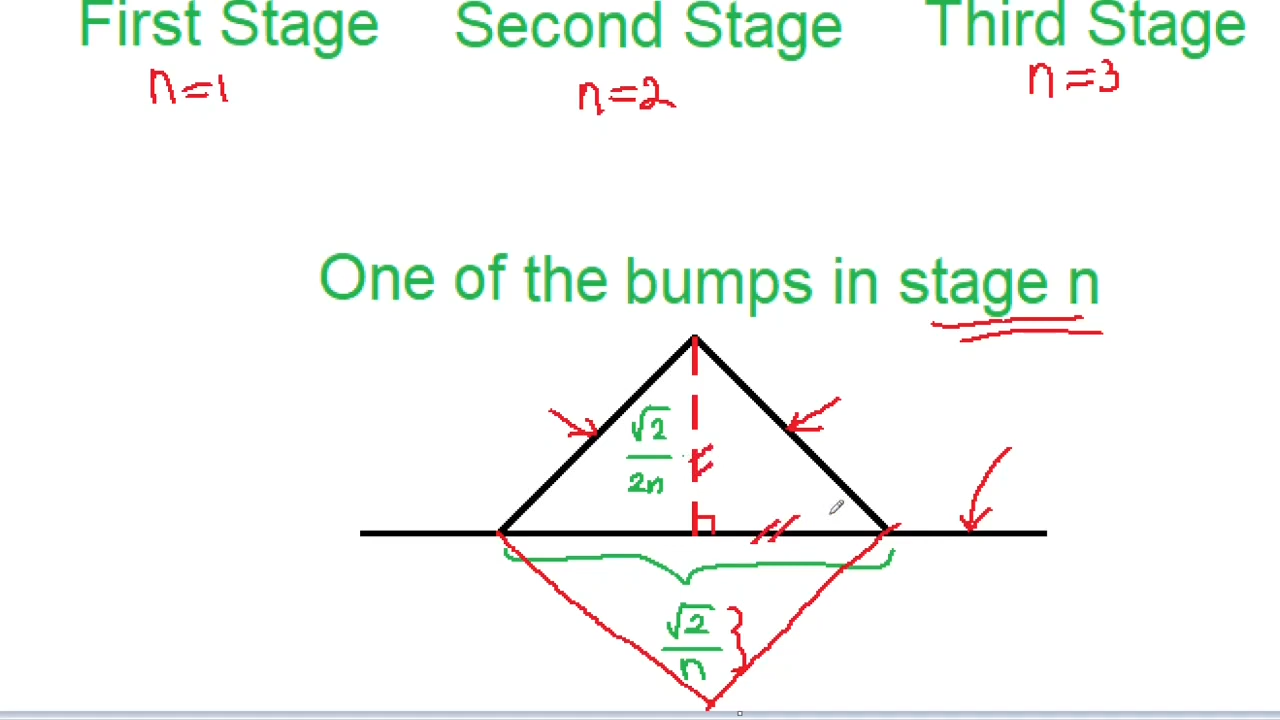 First Stage Second Stage Third Stage
n=1 n=2 n=3
One of the bumps in stage n
√2
2n
√2
n